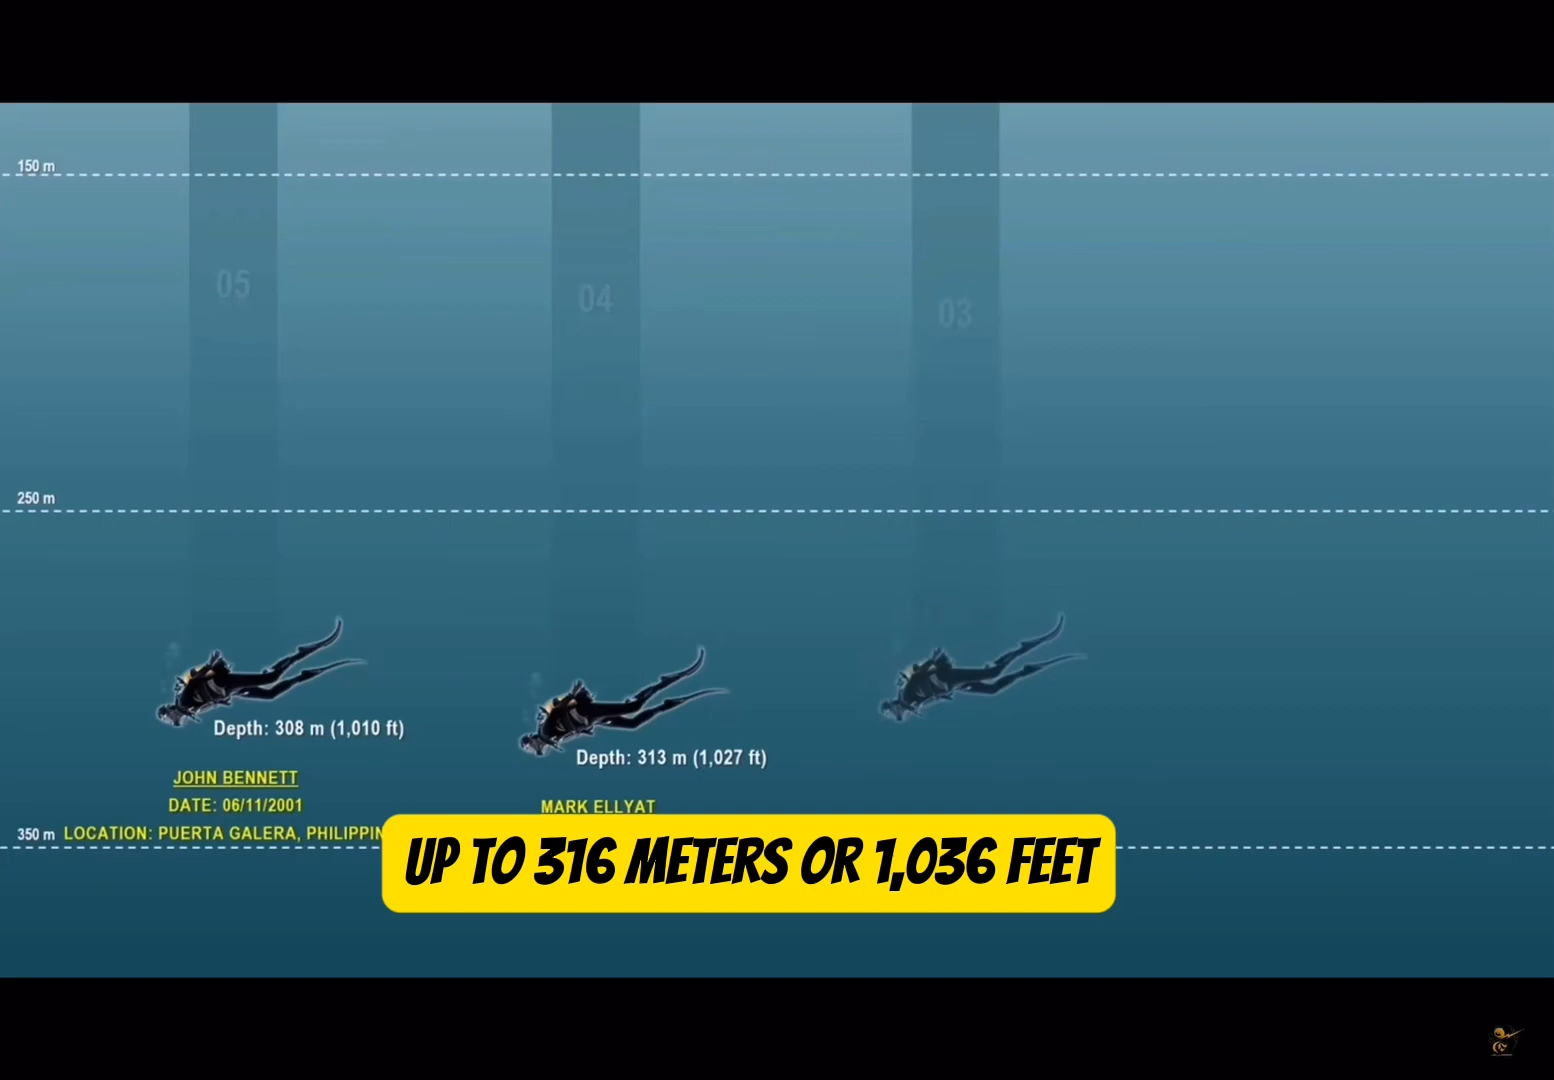 150 m
05
04
03
250 m
Depth: 308 m (1,010 ft)
Depth: 313 m (1,027 ft)
JOHN BENNETT
DATE: 06/11/2001
MARK ELLYAT
350 m
LOCATION: PUERTA GALERA, PHILIPPIN
UP TO 316 METERS OR 1,036 FEET